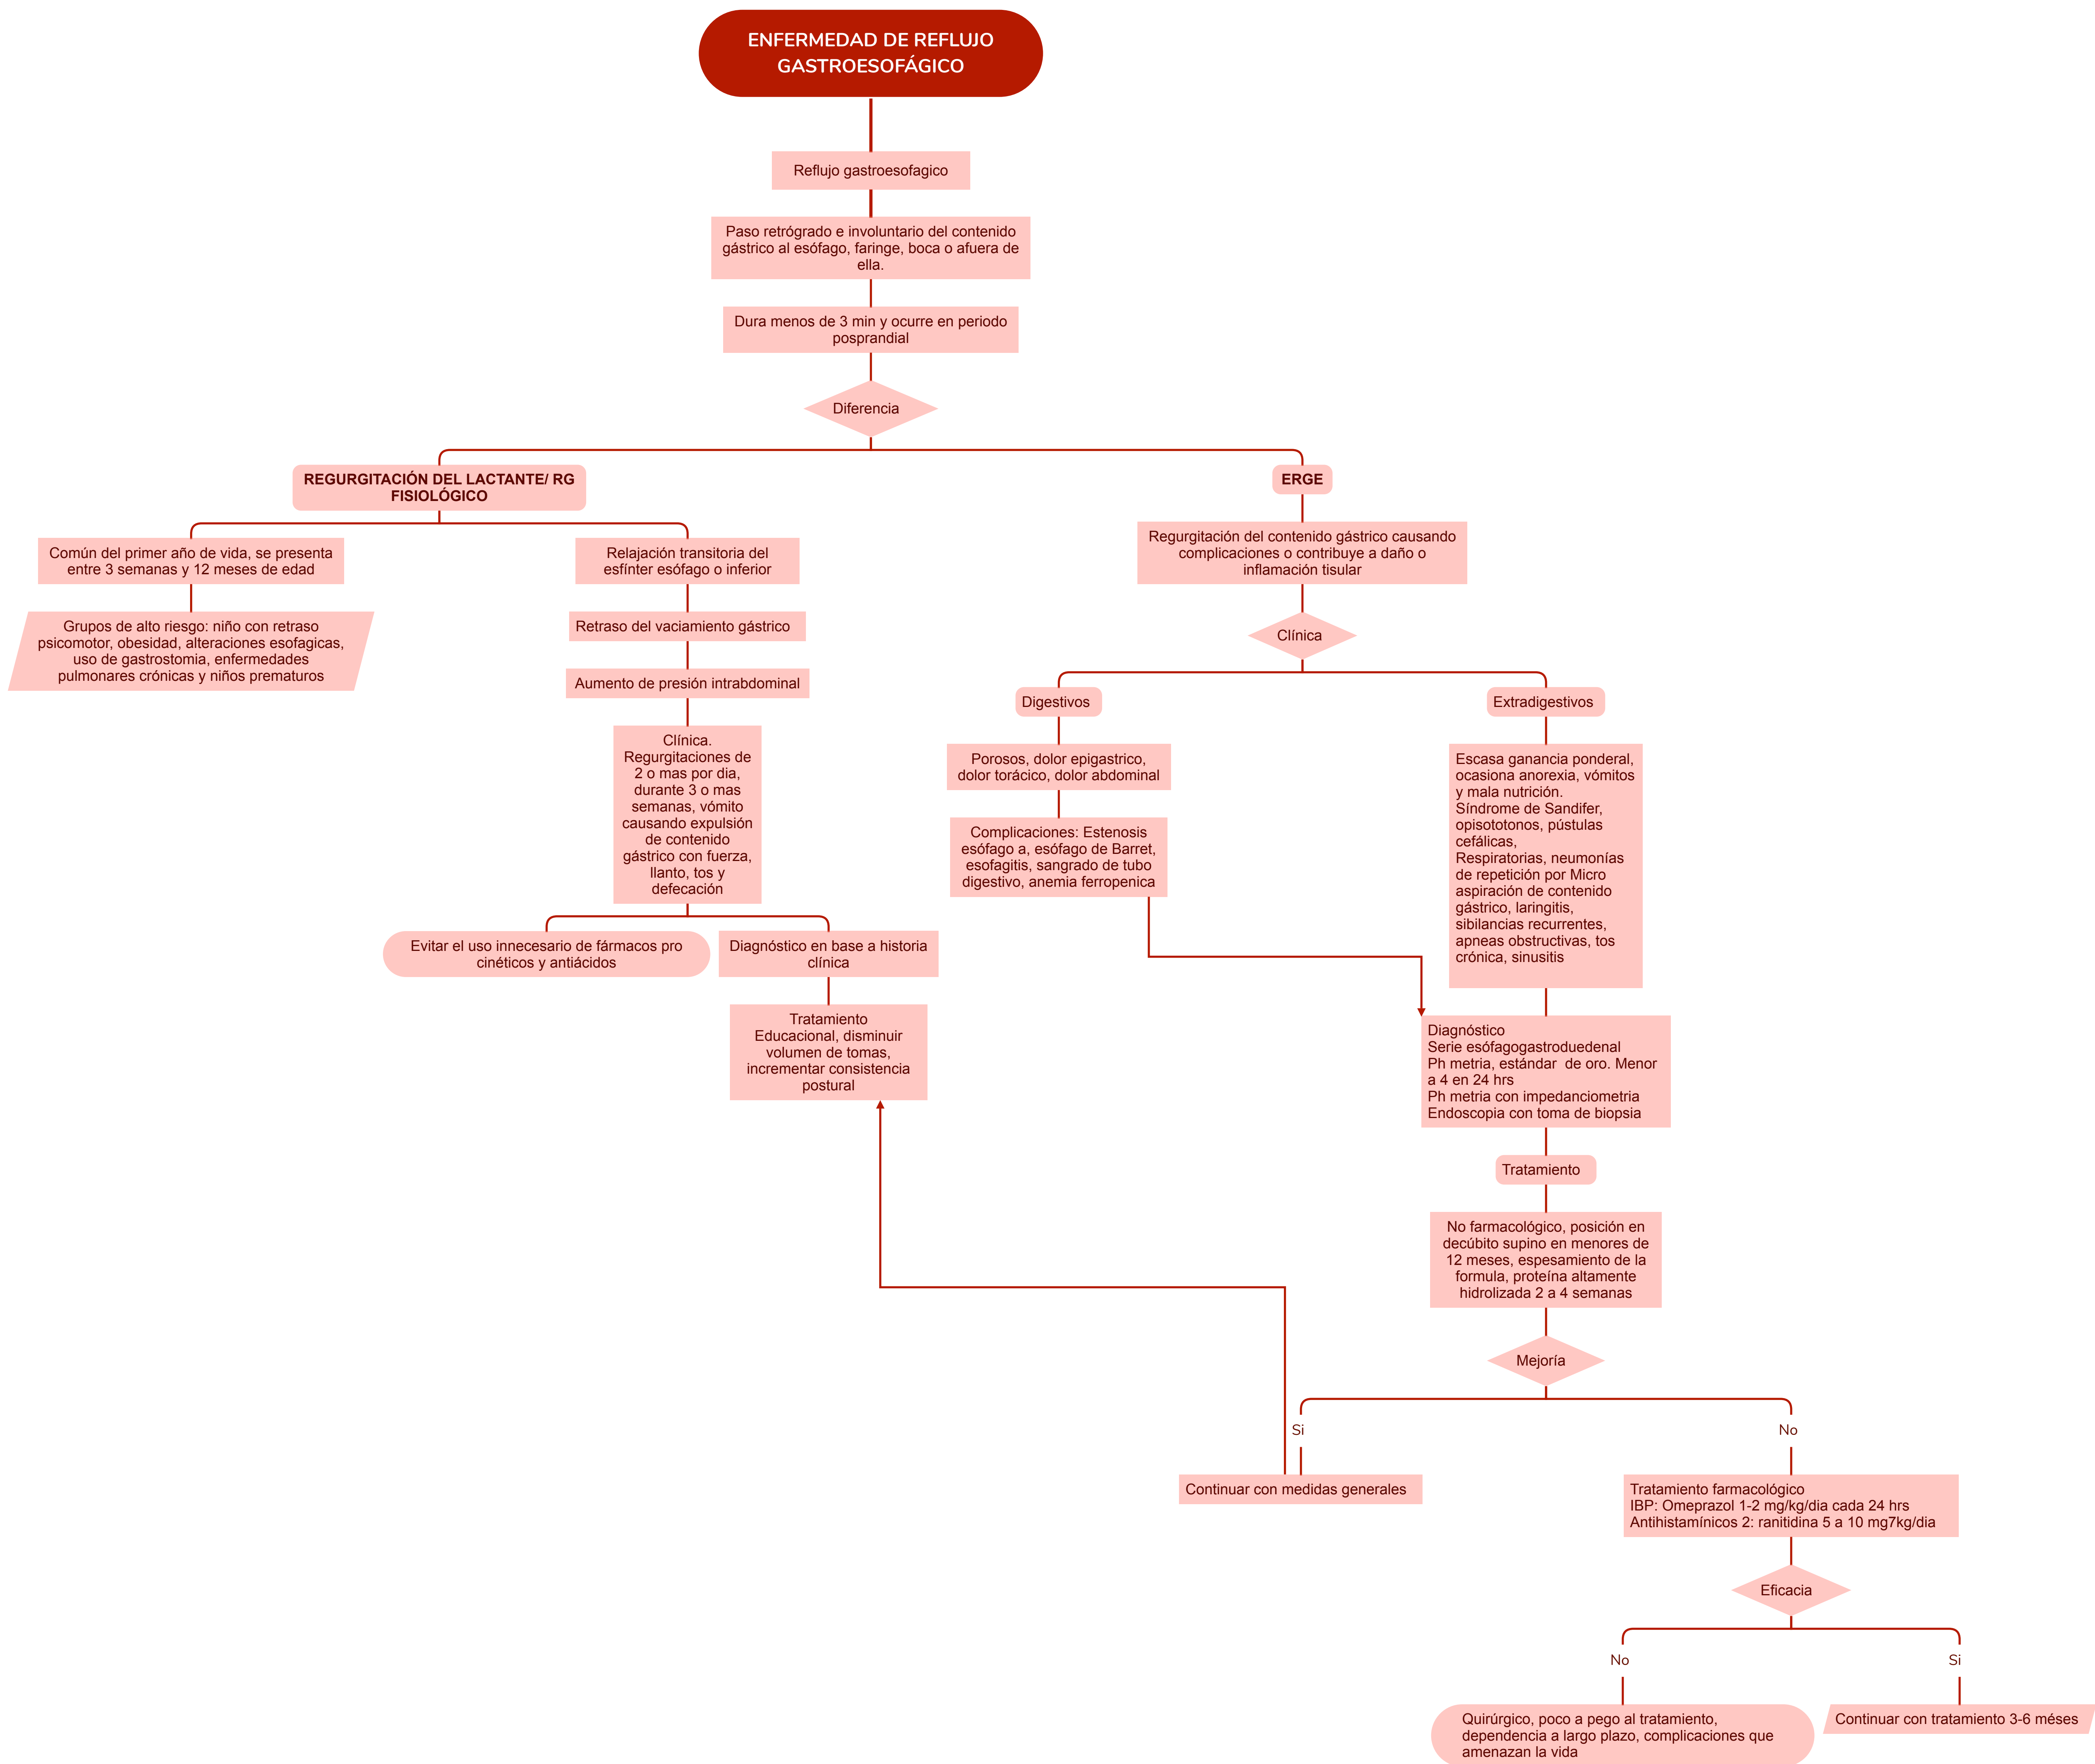 ENFERMEDAD DE REFLUJO
GASTROESOFÁGICO
Reflujo gastroesofagico
Paso retrógrado e involuntario del contenido
gástrico al esófago, faringe, boca o afuera de
ella.
Dura menos de 3 min y ocurre en periodo
posprandial
Diferencia
REGURGITACIÓN DEL LACTANTE/ RG
FISIOLÓGICO
Común del primer año de vida, se presenta
entre 3 semanas y 12 meses de edad
Grupos de alto riesgo: niño con retraso
psicomotor, obesidad, alteraciones esofagicas,
uso de gastrostomia, enfermedades
pulmonares crónicas y niños prematuros
Relajación transitoria del
esfínter esófago o inferior
Retraso del vaciamiento gástrico
Aumento de presión intrabdominal
Clínica.
Regurgitaciones de
2 o mas por dia,
durante 3 o mas
semanas, vómito
causando expulsión
de contenido
gástrico con fuerza,
llanto, tos y
defecación
Evitar el uso innecesario de fármacos pro
cinéticos y antiácidos
Diagnóstico en base a historia
clínica
Tratamiento
Educacional, disminuir
volumen de tomas,
incrementar consistencia
postural
ERGE
Regurgitación del contenido gástrico causando
complicaciones o contribuye a daño o
inflamación tisular
Clínica
Digestivos
Porosos, dolor epigastrico,
dolor torácico, dolor abdominal
Complicaciones: Estenosis
esófago a, esófago de Barret,
esofagitis, sangrado de tubo
digestivo, anemia ferropenica
Extradigestivos
Escasa ganancia ponderal,
ocasiona anorexia, vómitos
y mala nutrición.
Síndrome de Sandifer,
opisototonos, pústulas
cefálicas,
Respiratorias, neumonías
de repetición por Micro
aspiración de contenido
gástrico, laringitis,
sibilancias recurrentes,
apneas obstructivas, tos
crónica, sinusitis
Diagnóstico
Serie esófagogastroduedenal
Ph metria, estándar  de oro. Menor
a 4 en 24 hrs
Ph metria con impedanciometria
Endoscopia con toma de biopsia
Tratamiento
No farmacológico, posición en
decúbito supino en menores de
12 meses, espesamiento de la
formula, proteína altamente
hidrolizada 2 a 4 semanas
Mejoría
Si
Continuar con medidas generales
No
Tratamiento farmacológico
IBP: Omeprazol 1-2 mg/kg/dia cada 24 hrs
Antihistamínicos 2: ranitidina 5 a 10 mg7kg/dia
Eficacia
No
Quirúrgico, poco a pego al tratamiento,
dependencia a largo plazo, complicaciones que
amenazan la vida
Si
Continuar con tratamiento 3-6 méses